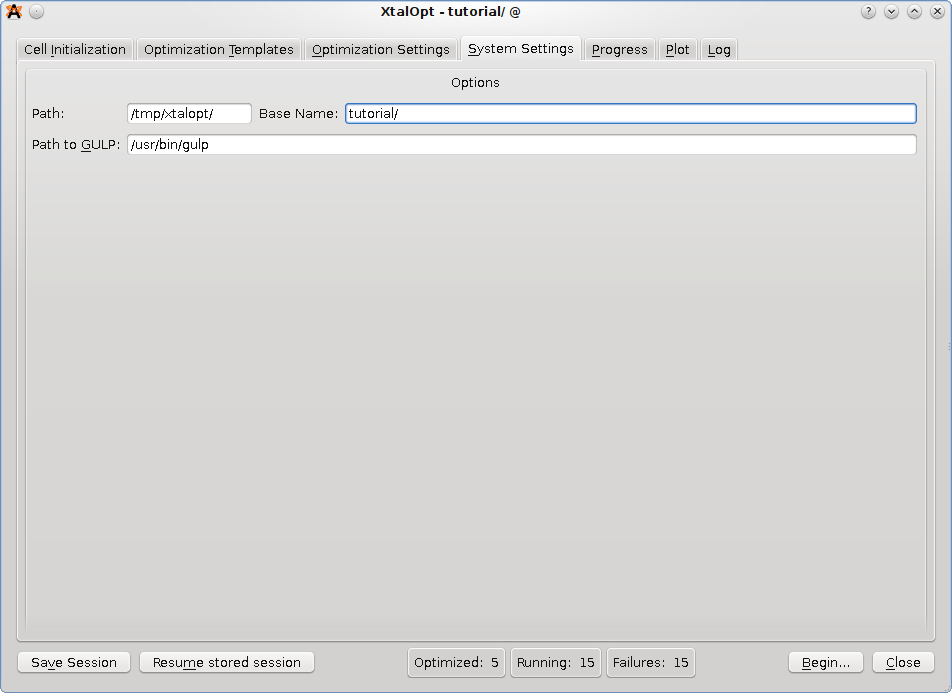 XtalOpt - tutorial/ @
Cell Initialization Optimization Templates Optimization Settings System Settings Progress Plot Log
Options
Path: /tmp/xtalopt/ Base Name: tutorial/
Path to GULP: /usr/bin/gulp
Save Session Resume stored session Optimized: 5 Running: 15 Failures: 15 Begin... Close